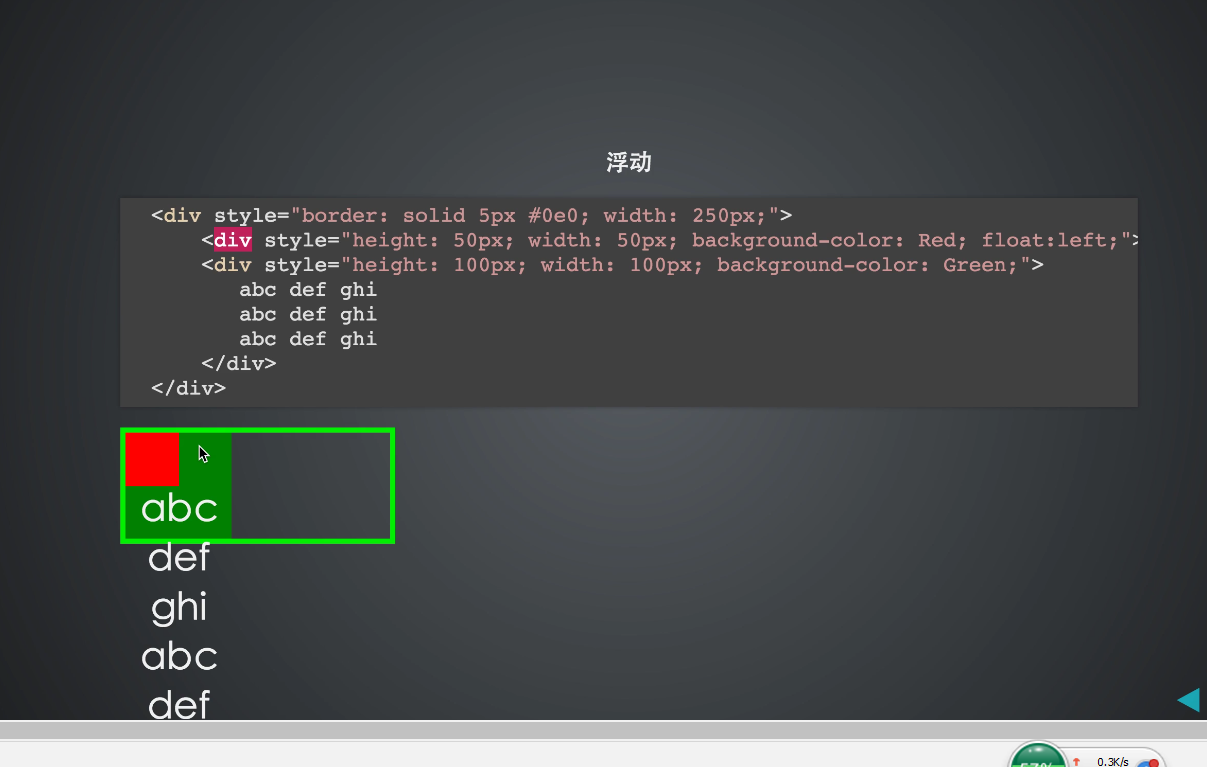 浮动
<div style="border: solid 5px #0e0; width: 250px;">
<div style="height: 50px; width: 50px; background-color: Red; float:left;">
<div style="height: 100px; width: 100px; background-color: Green;">
abc def ghi
abc def ghi
abc def ghi
</div>
</div>
abc
def
ghi
abc
def
0.3K/s